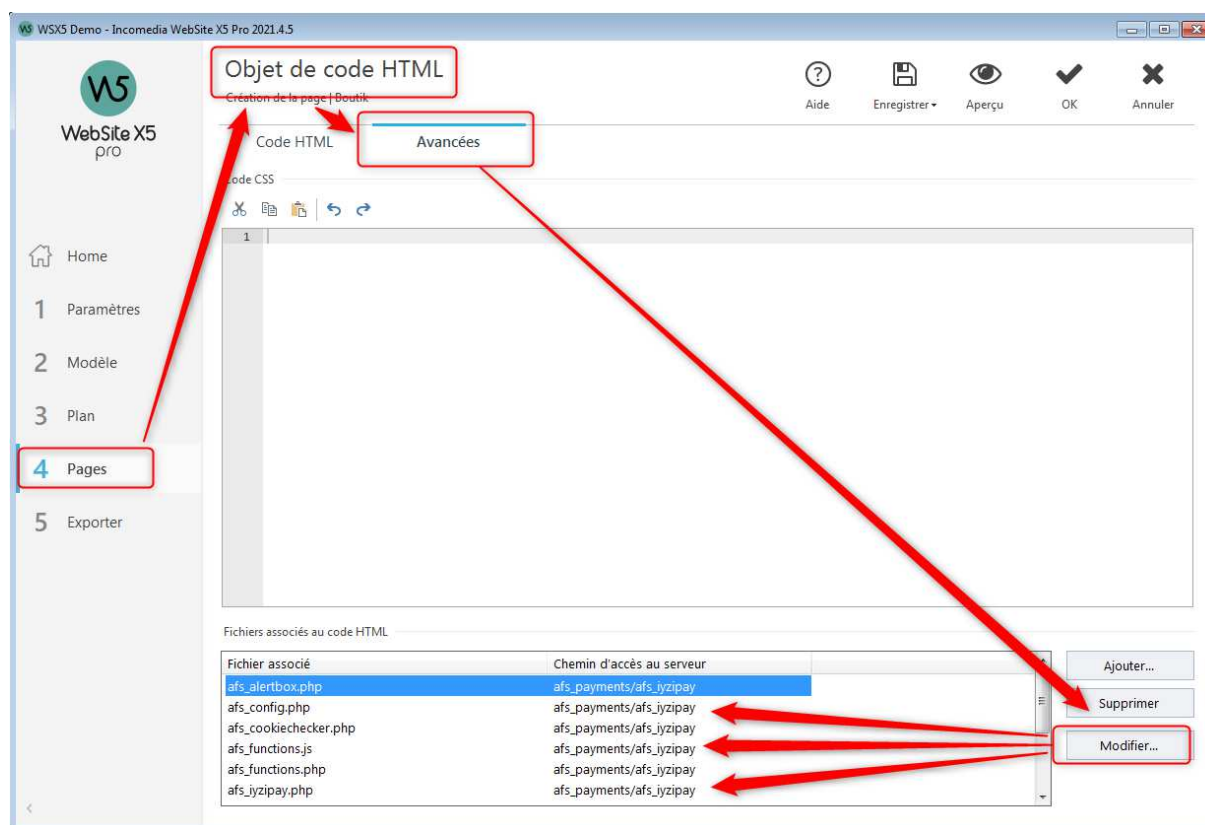 WSX5 Demo - Incomedia WebSite X5 Pro 2021.4.5
W5
WebSite X5
pro
Objet de code HTML
Création de la page | Boutik
Aide
Enregistrer
Aperçu
OK
Annuler
Code HTML
Avancées
Code CSS
1
Home
1 Paramètres
2 Modèle
3 Plan
4 Pages
5 Exporter
Fichiers associés au code HTML
Fichier associé Chemin d'accès au serveur
afs_alertbox.php afs_payments/afs_iyzipay
afs_config.php afs_payments/afs_iyzipay
afs_cookiechecker.php afs_payments/afs_iyzipay
afs_functions.js afs_payments/afs_iyzipay
afs_functions.php afs_payments/afs_iyzipay
afs_iyzipay.php afs_payments/afs_iyzipay
Ajouter...
Supprimer
Modifier...